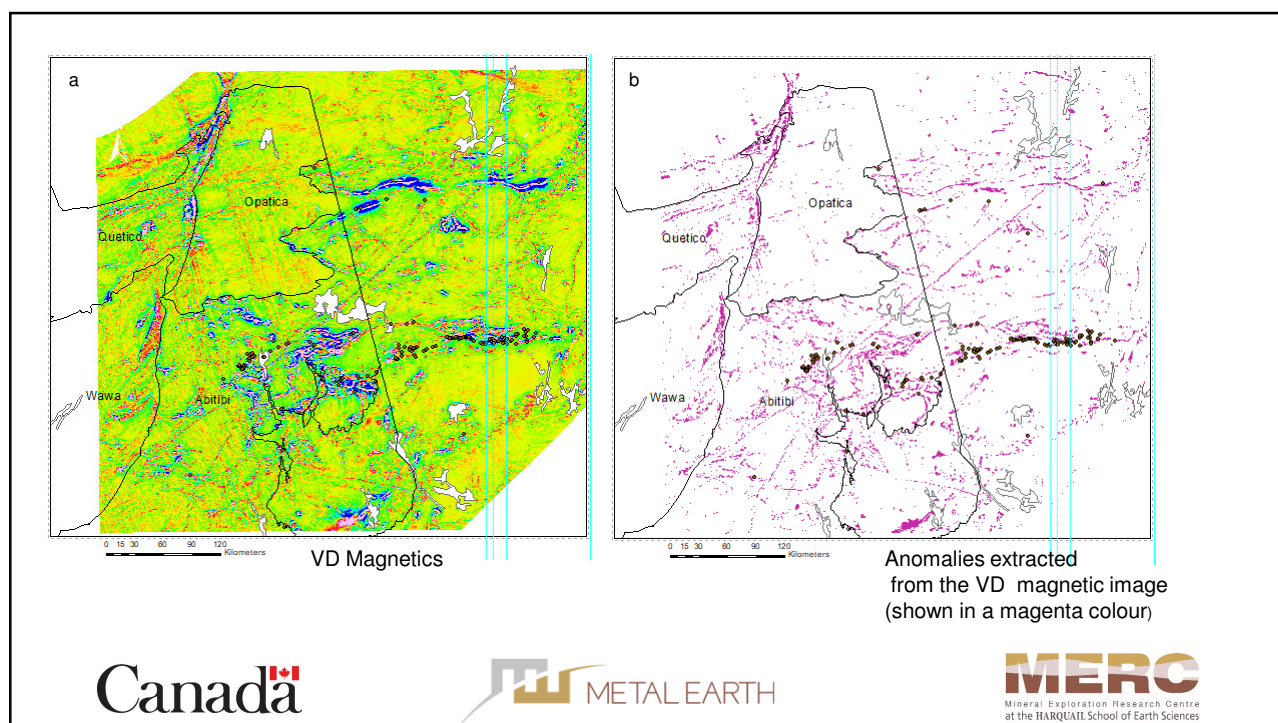 a
Opatica
Quetico
Wawa
Abitibi
0 15 30 60 90 120
Kilometers
VD Magnetics
b
Opatica
Quetico
Wawa
Abitibi
0 15 30 60 90 120
Kilometers
Anomalies extracted
from the VD magnetic image
(shown in a magenta colour)
Canada
METAL EARTH
MERC
Mineral Exploration Research Centre
at the HARQUAIL School of Earth Sciences